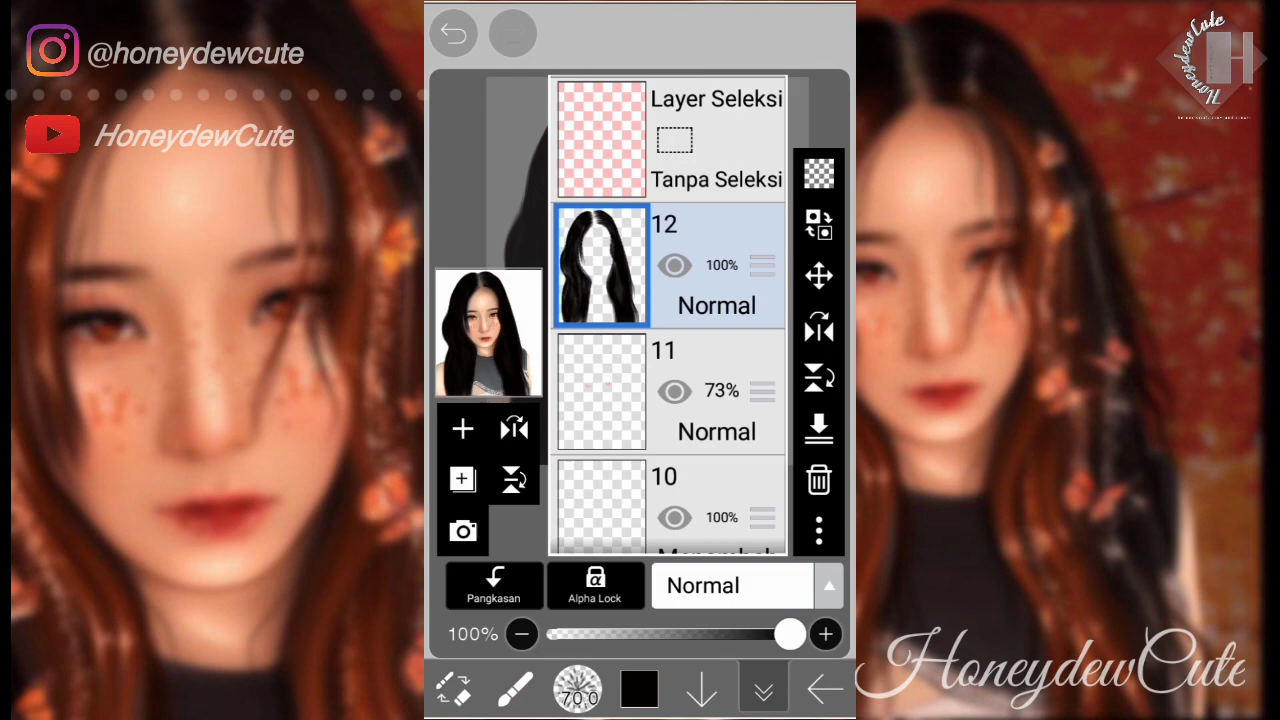 @honeydewcute
HoneydewCute
HoneydewCute
H
Layer Seleksi
Tanpa Seleksi
12
100%
Normal
11
73%
Normal
10
100%
Pangkasan
α
Alpha Lock
Normal
100%
70.0
HoneydewCute